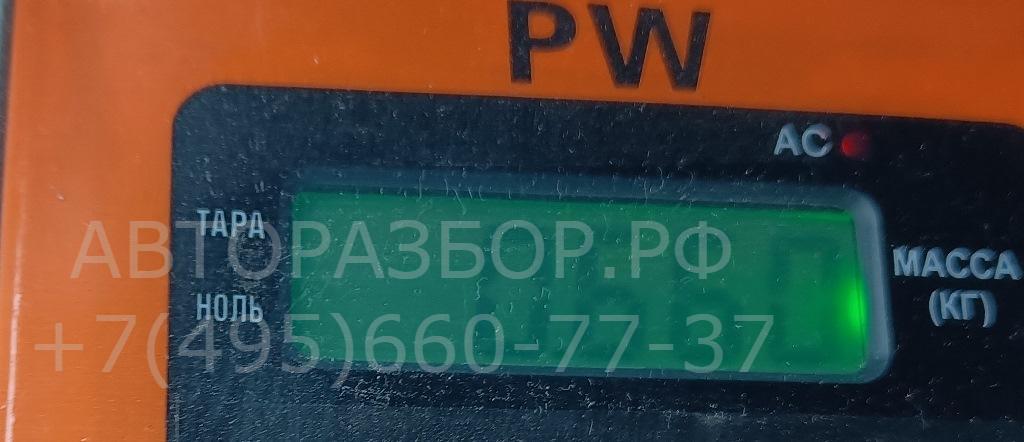 PW
AC
ТАРА
АВТОРАЗБОР.РФ
МАССА
НОЛЬ
(КГ)
+7(495)660-77-37